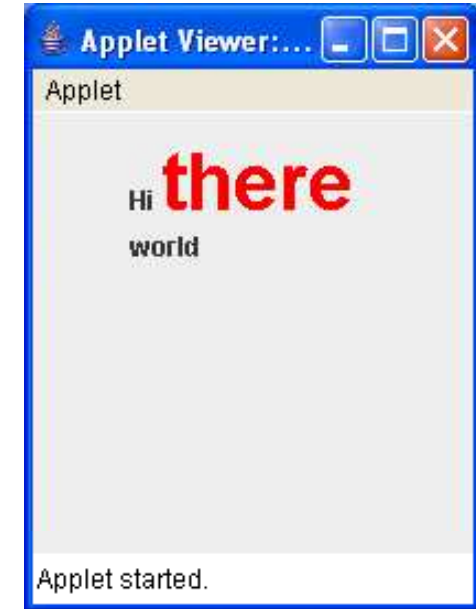 Applet Viewer:...
Applet
Hi there
world
Applet started.